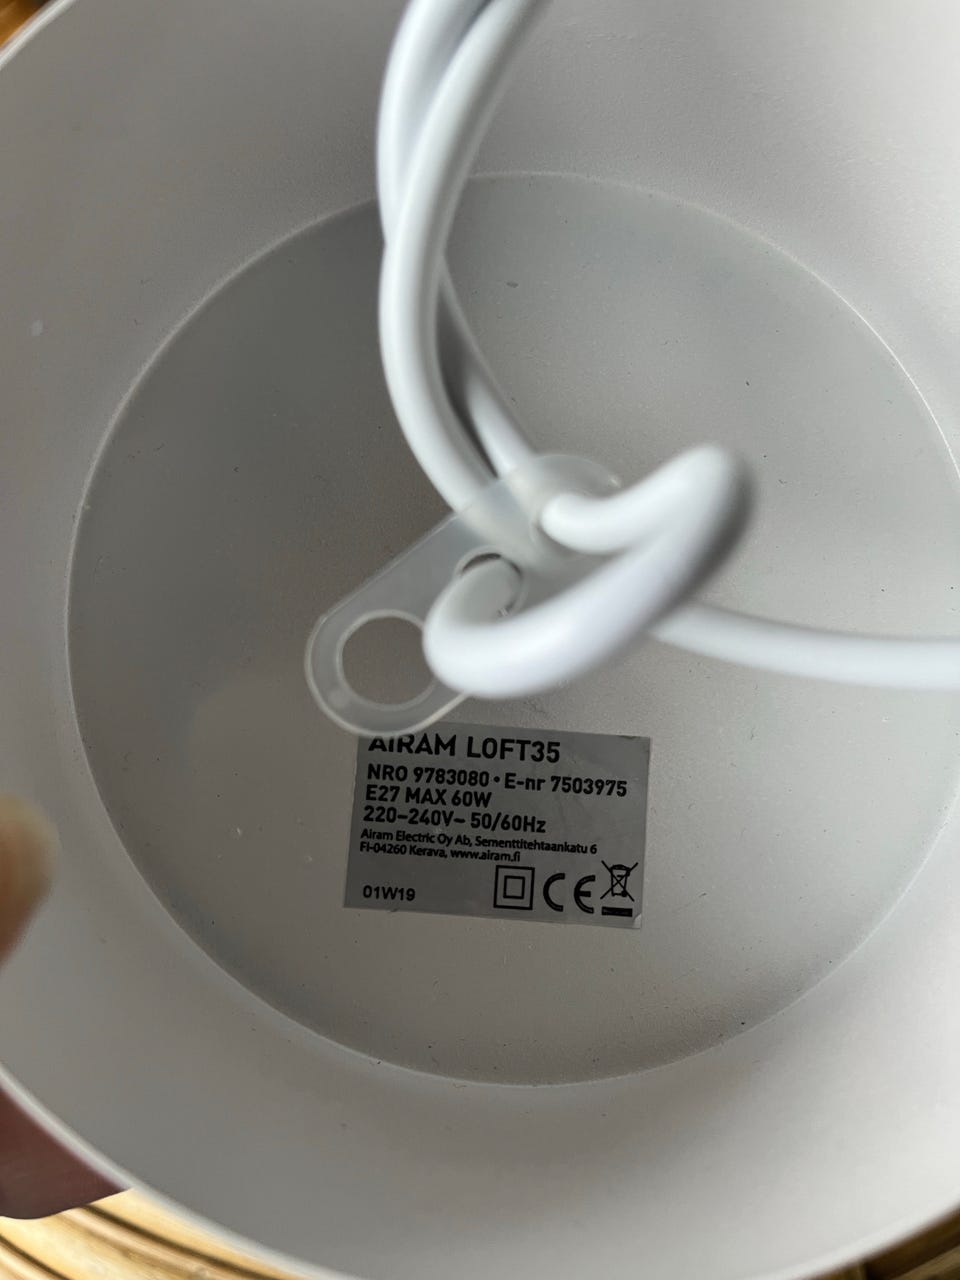 AIRAM LOFT35
NRO 9783080 • E-nr 7503975
E27 MAX 60W
220-240V~ 50/60Hz
Airam Electric Oy Ab, Sementtitehtaankatu 6
FI-04260 Kerava, www.airam.fi
01W19
CE